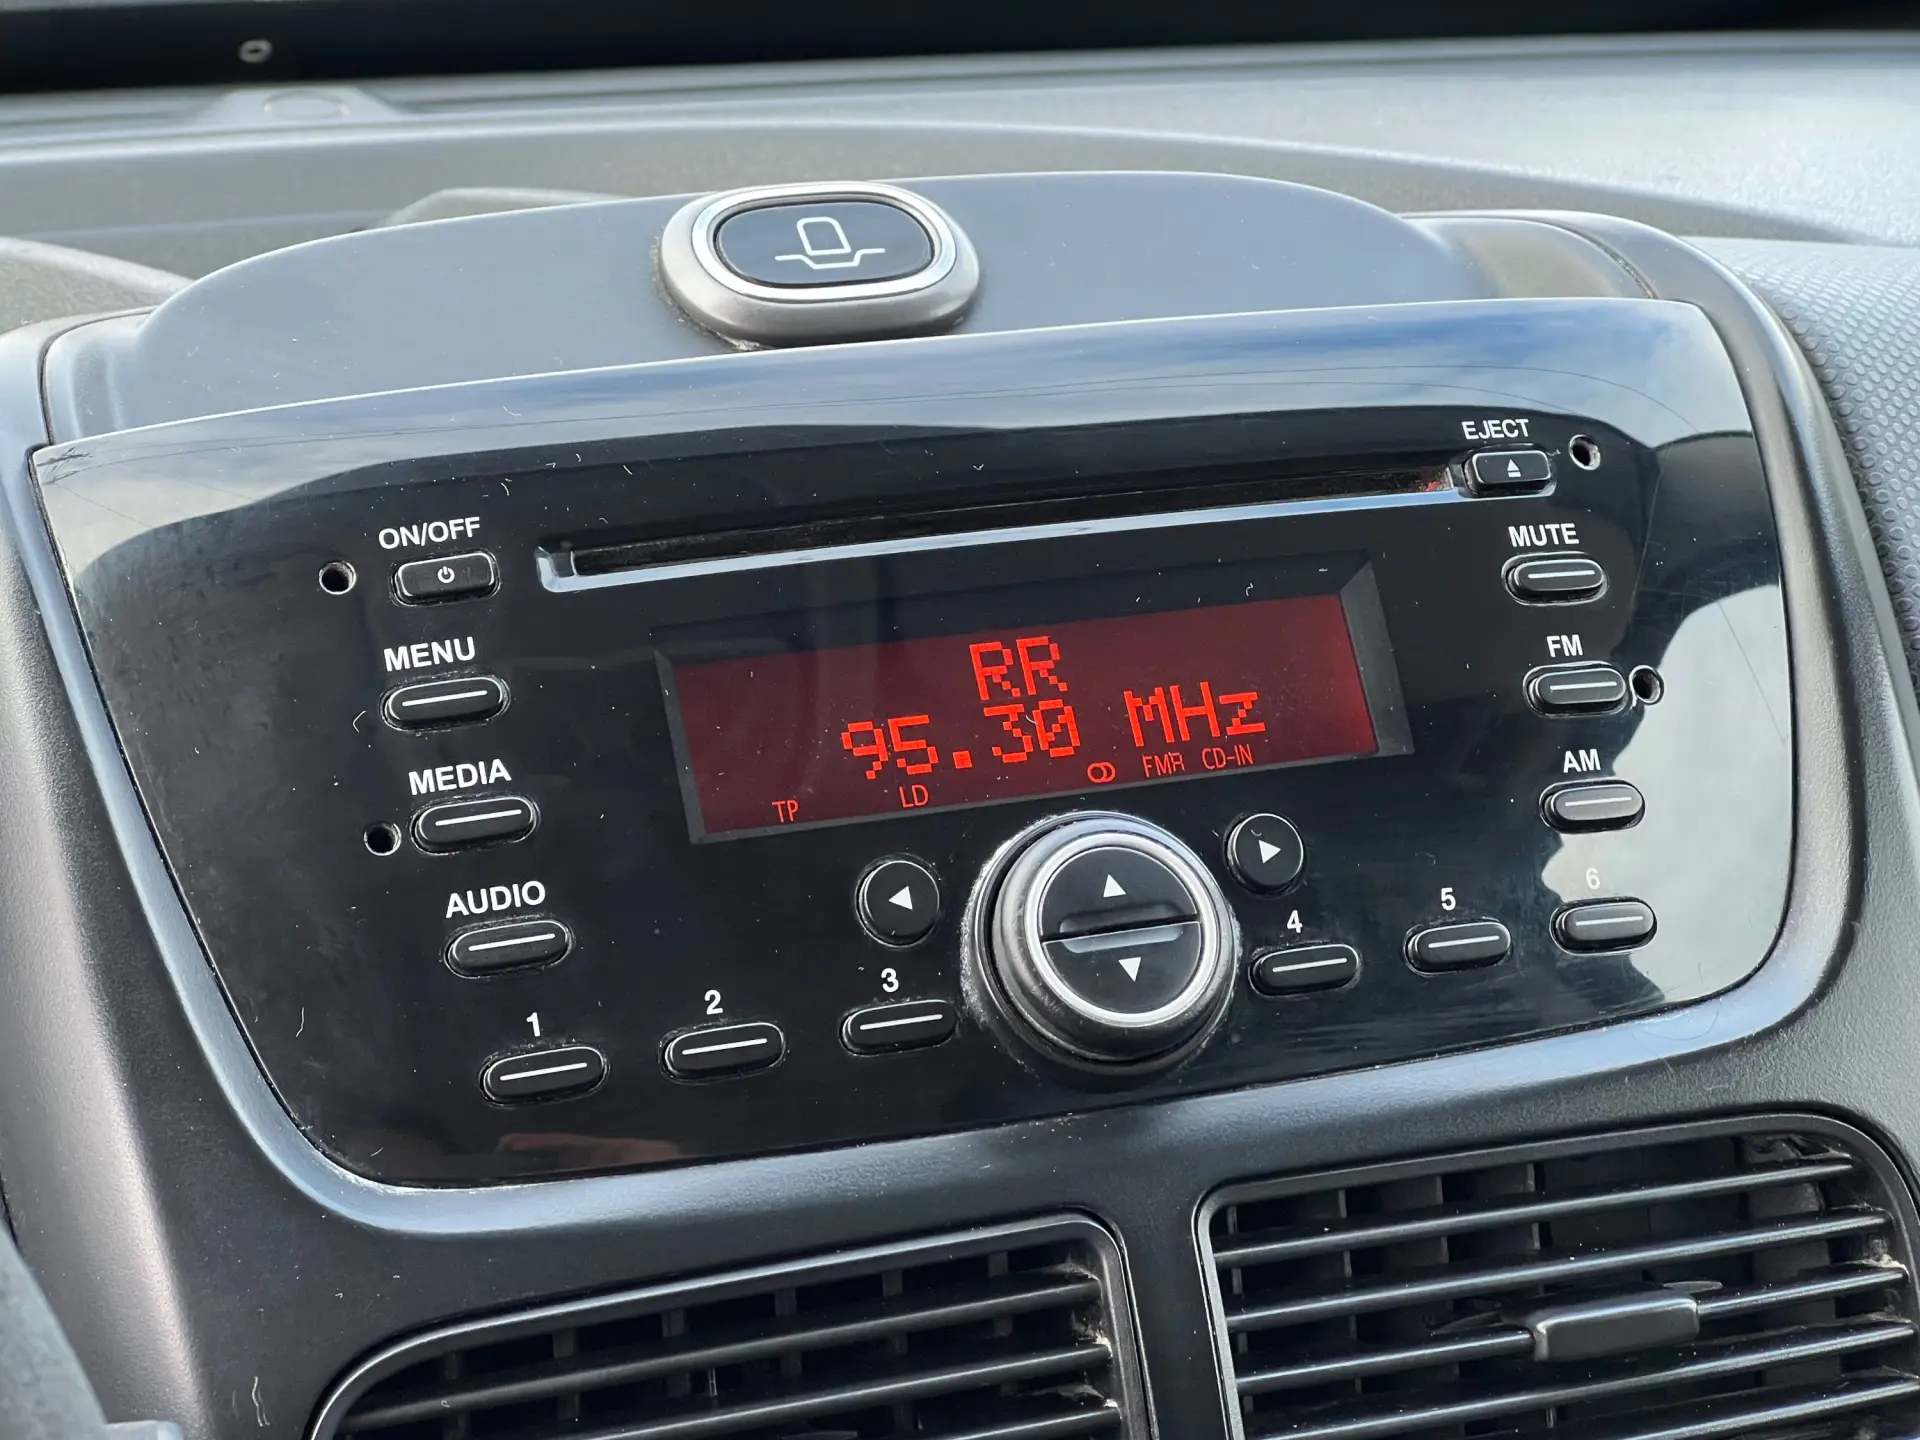 EJECT
ON/OFF
MUTE
MENU
FM
RR
95.30 MHz
FMA CD-IN
TP LD
MEDIA
AM
AUDIO
1
2
3
4
5
6